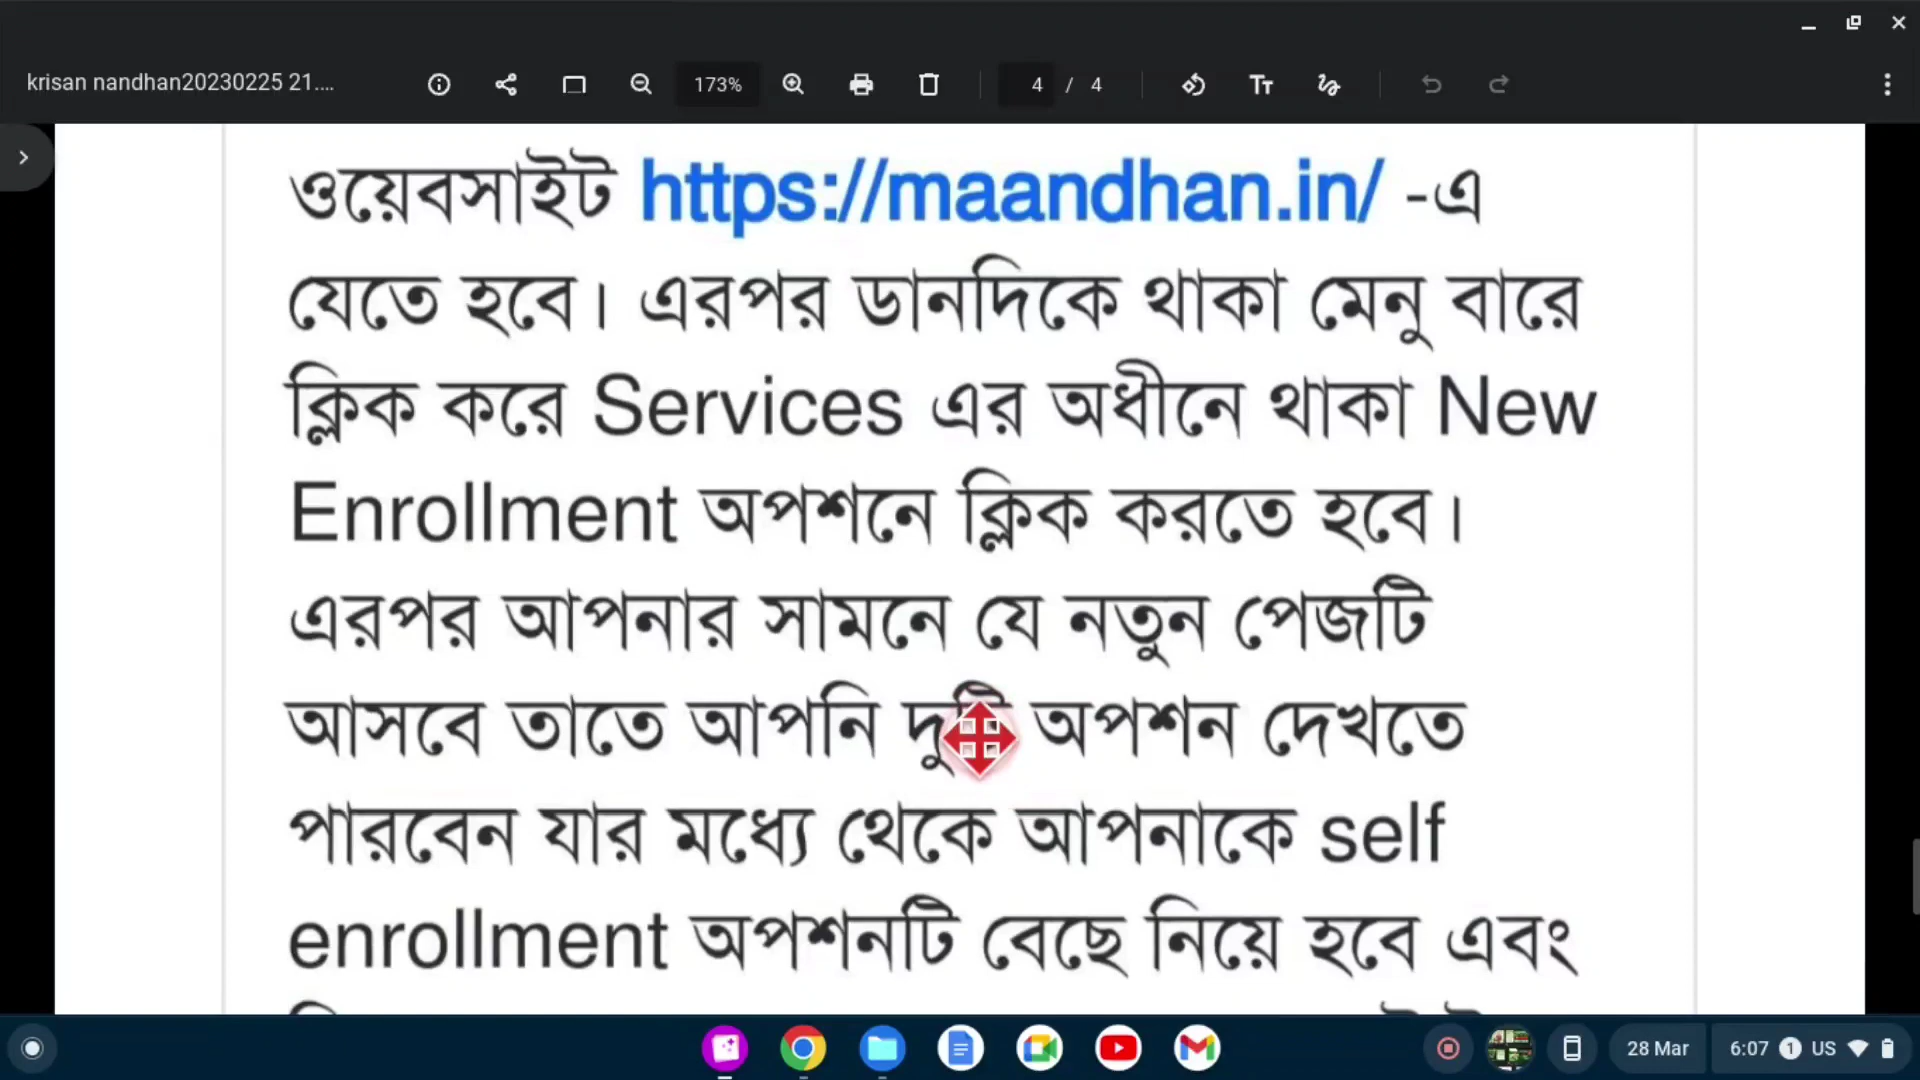 krisan nandhan20230225 21....
173%
4 / 4
ওয়েবসাইট https://maandhan.in/ -এ
যেতে হবে। এরপর ডানদিকে থাকা মেনু বারে
ক্লিক করে Services এর অধীনে থাকা New
Enrollment অপশনে ক্লিক করতে হবে।
এরপর আপনার সামনে যে নতুন পেজটি
আসবে তাতে আপনি অপশন দেখতে
পারবেন যার মধ্যে থেকে আপনাকে self
enrollment অপশনটি বেছে নিয়ে হবে এবং
28 Mar
6:07 1 US